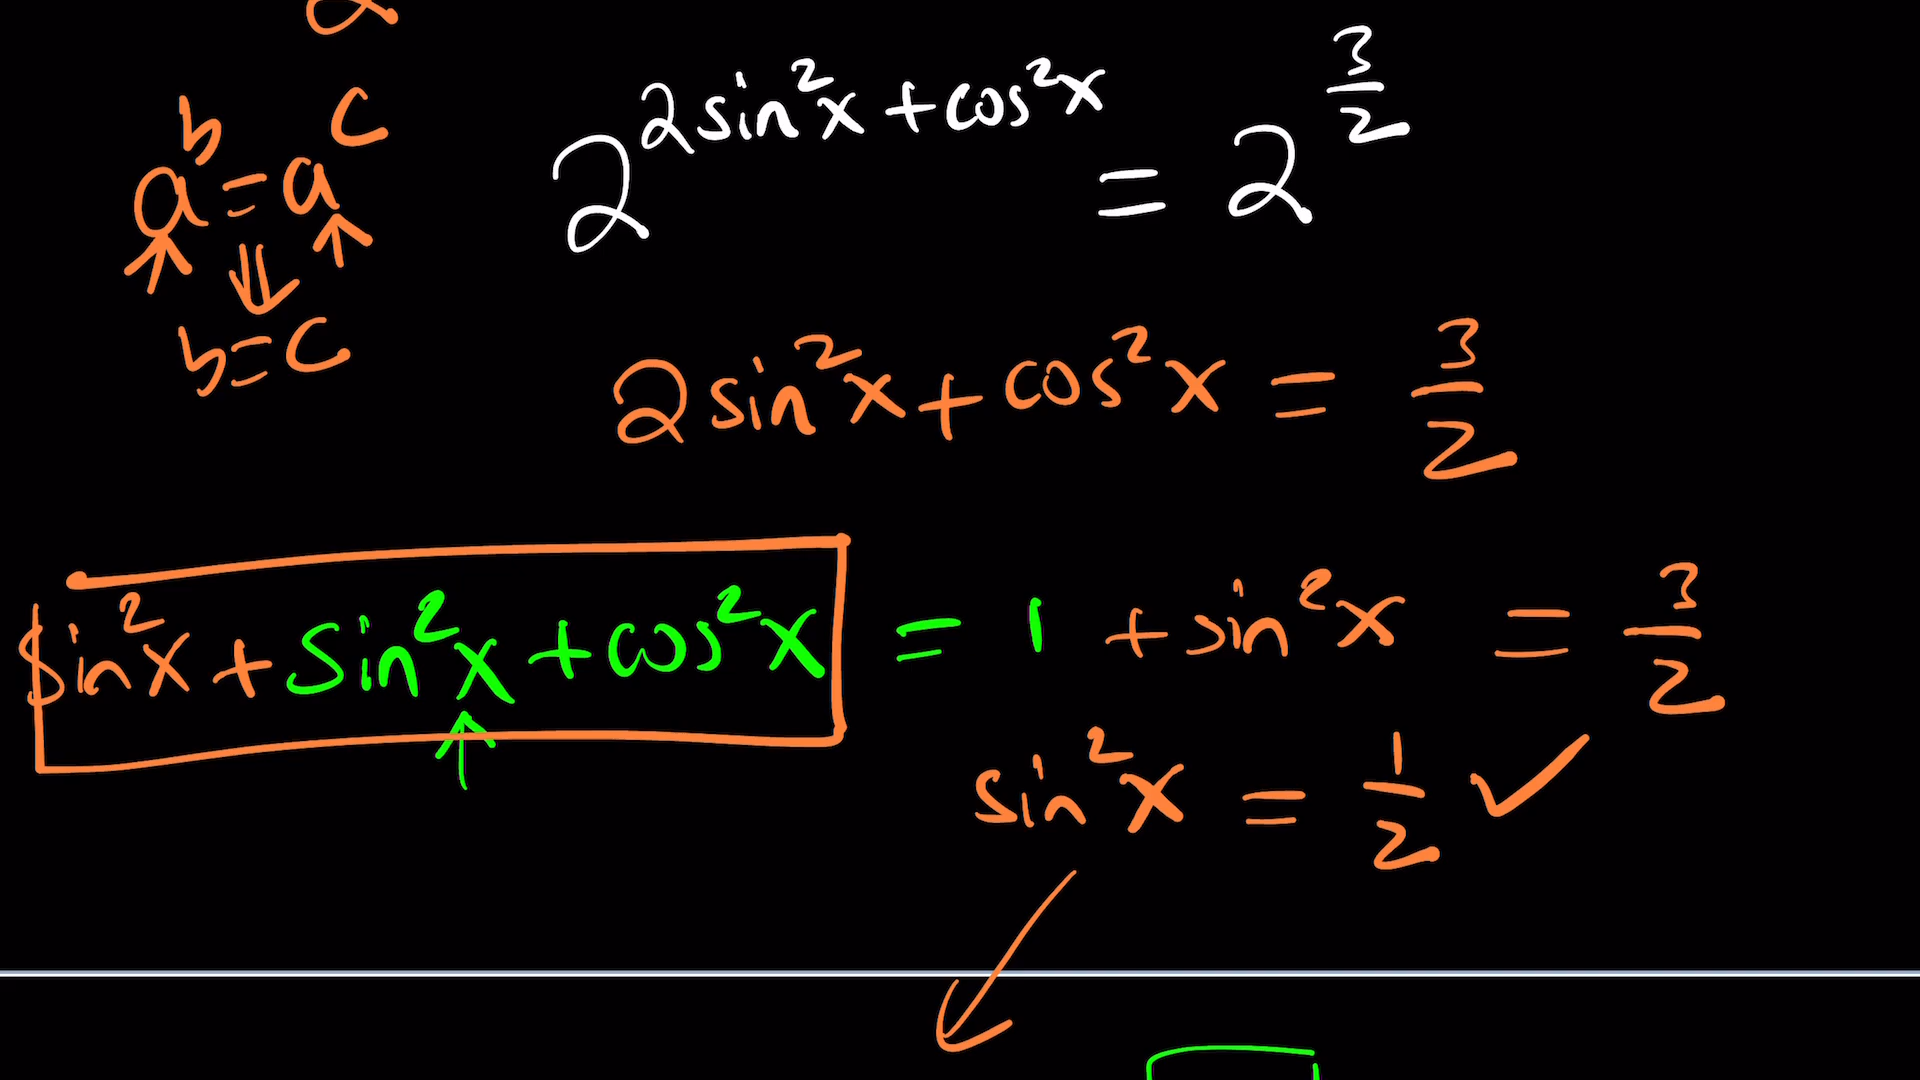 a^b = a^c
⇓
b = c
2^(2sin²x + cos²x) = 2^(3/2)
2sin²x + cos²x = 3/2
sin²x + sin²x + cos²x = 1 + sin²x = 3/2
sin²x = 1/2 ✓